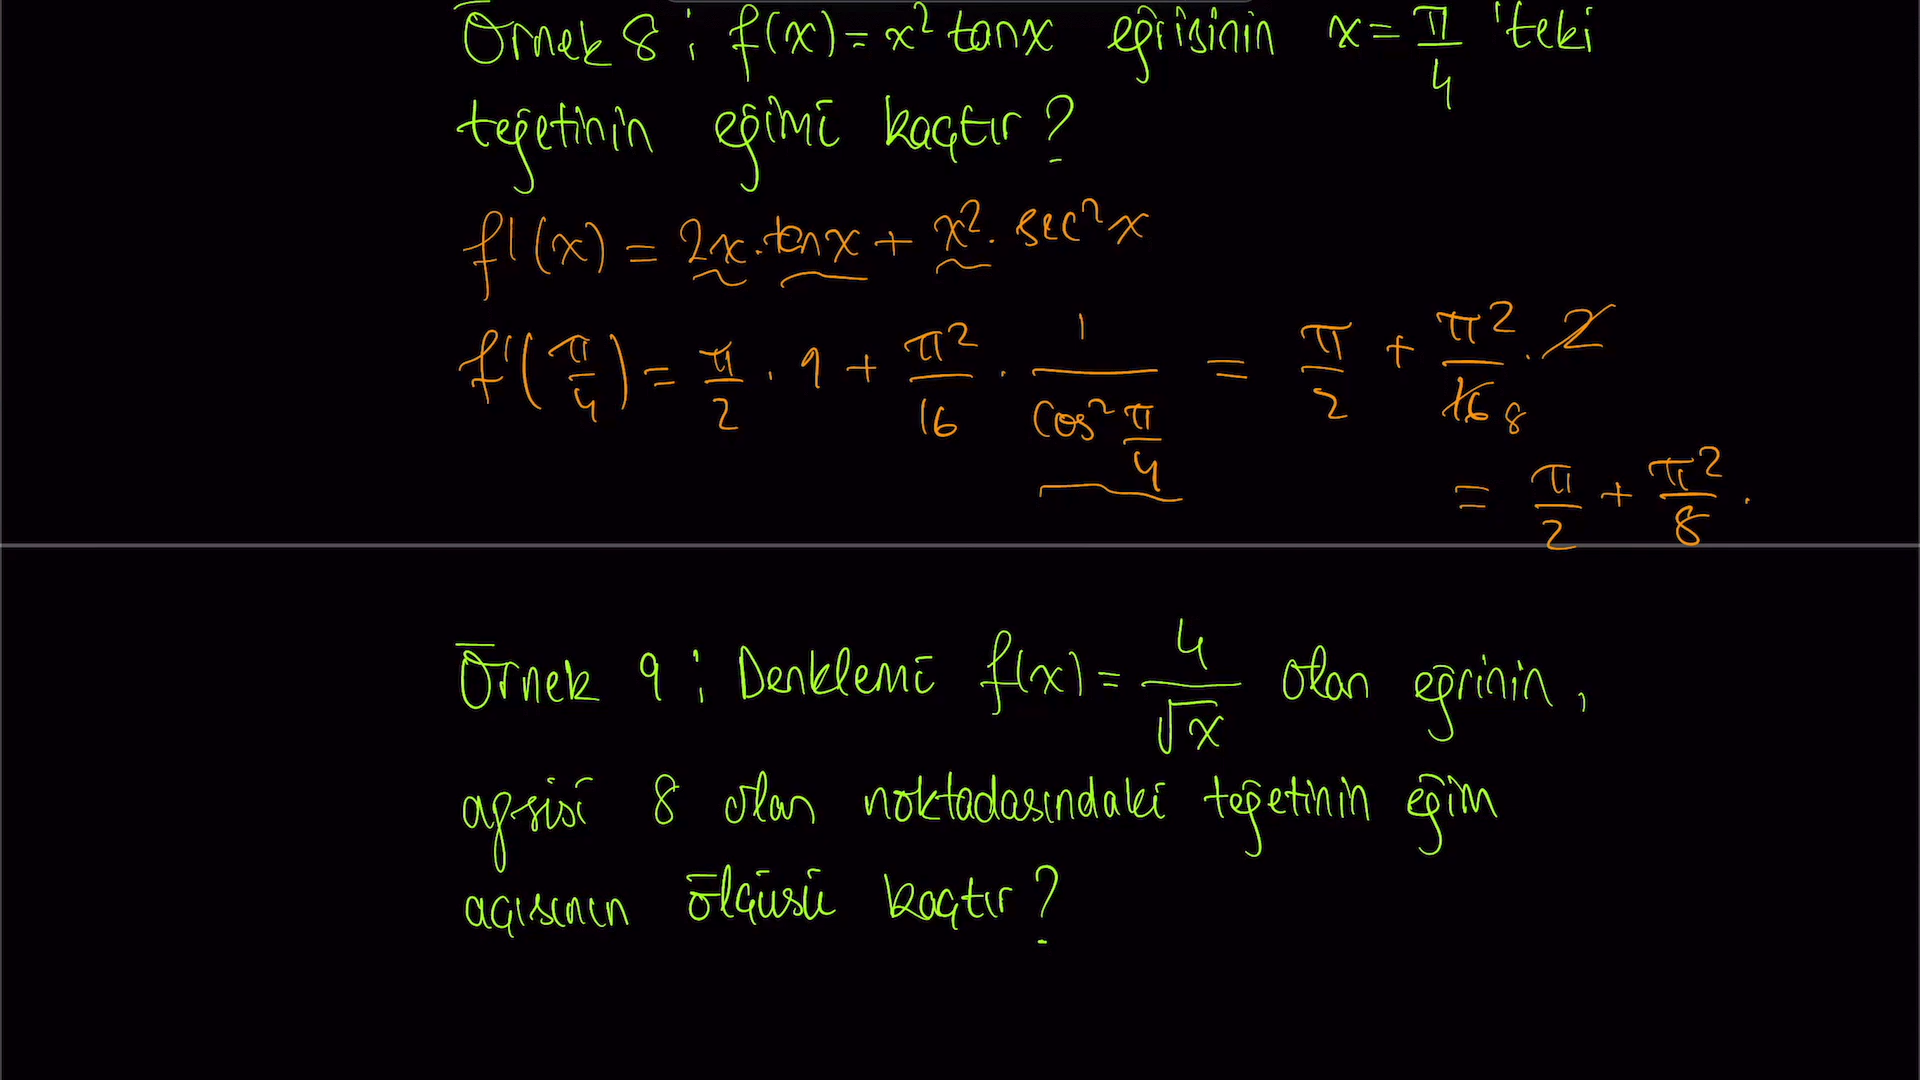 Örnek 8 : f(x) = x² tanx eğrisinin x = π/4 'teki
teğetinin eğimi kaçtır ?
f'(x) = 2x . tanx + x² . sec²x
f'(π/4) = π/2 . 1 + π²/16 . 1/cos² π/4 = π/2 + π²/16 8 . 2
= π/2 + π²/8 .
Örnek 9 : Denklemi f(x) = 4/√x olan eğrinin ,
apsisi 8 olan noktadasındaki teğetinin eğim
açısının ölçüsü kaçtır ?